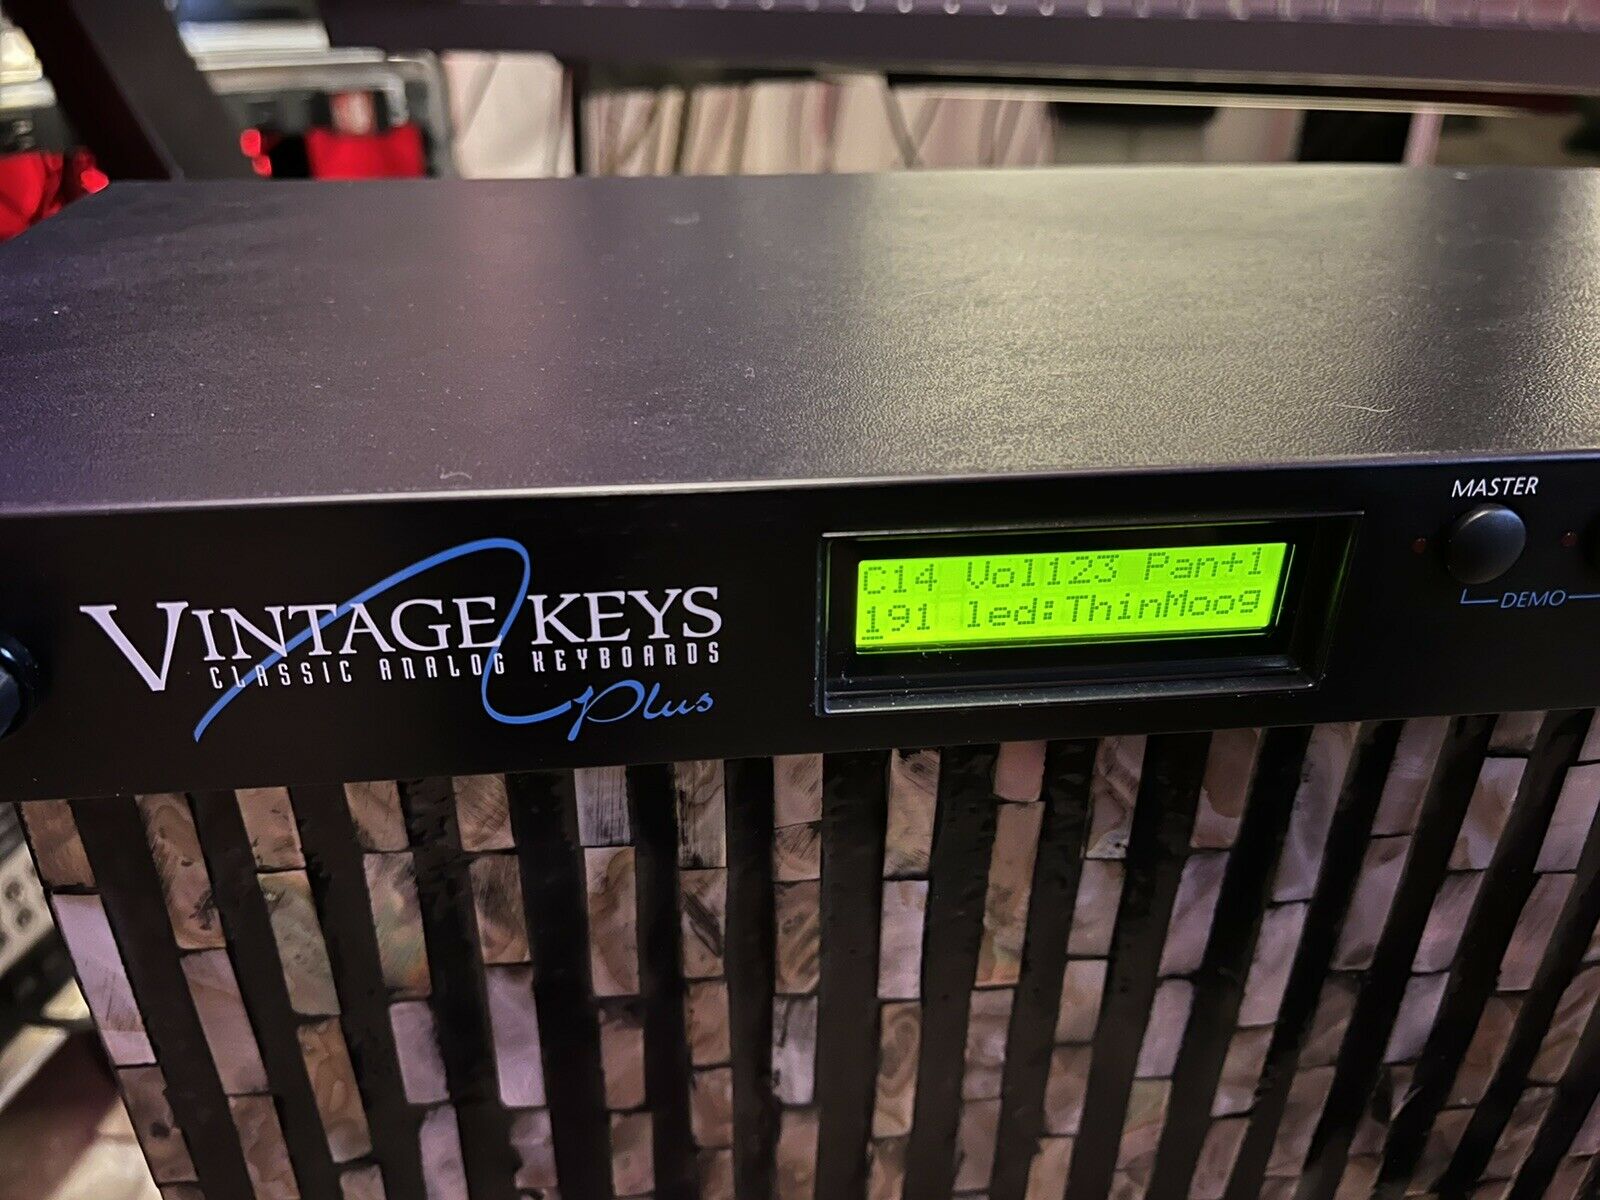 VINTAGE KEYS
CLASSIC ANALOG KEYBOARDS
Plus
C14 Vol123 Pan+1
191 led:ThinMoog
MASTER
DEMO